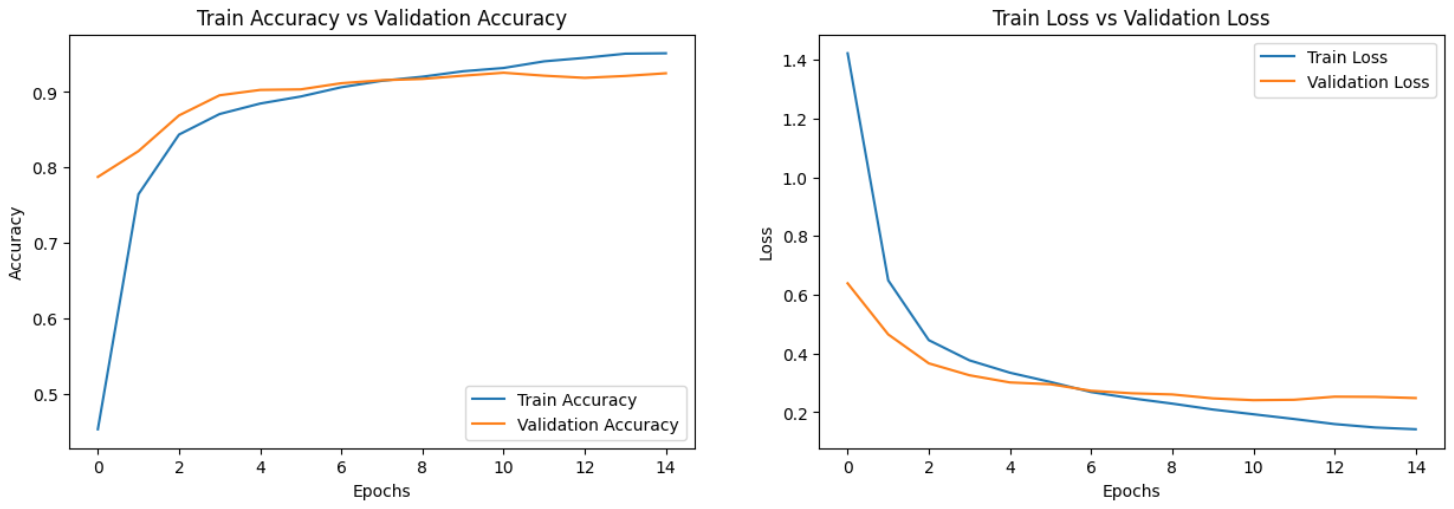 Train Accuracy vs Validation Accuracy
Accuracy
0.9
0.8
0.7
0.6
0.5
Train Accuracy
Validation Accuracy
0 2 4 6 8 10 12 14
Epochs
Train Loss vs Validation Loss
Loss
1.4
1.2
1.0
0.8
0.6
0.4
0.2
Train Loss
Validation Loss
0 2 4 6 8 10 12 14
Epochs